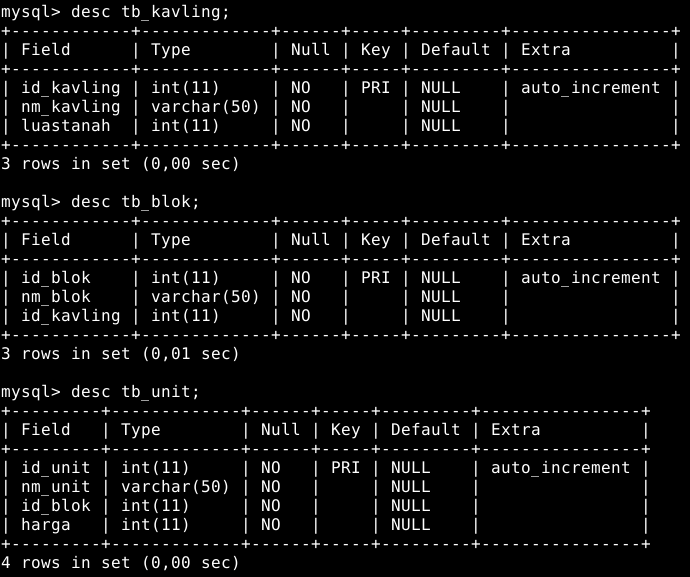 mysql> desc tb_kavling;
+------------+-------------+------+-----+---------+----------------+
| Field      | Type        | Null | Key | Default | Extra          |
+------------+-------------+------+-----+---------+----------------+
| id_kavling | int(11)     | NO   | PRI | NULL    | auto_increment |
| nm_kavling | varchar(50) | NO   |     | NULL    |                |
| luastanah  | int(11)     | NO   |     | NULL    |                |
+------------+-------------+------+-----+---------+----------------+
3 rows in set (0,00 sec)

mysql> desc tb_blok;
+------------+-------------+------+-----+---------+----------------+
| Field      | Type        | Null | Key | Default | Extra          |
+------------+-------------+------+-----+---------+----------------+
| id_blok    | int(11)     | NO   | PRI | NULL    | auto_increment |
| nm_blok    | varchar(50) | NO   |     | NULL    |                |
| id_kavling | int(11)     | NO   |     | NULL    |                |
+------------+-------------+------+-----+---------+----------------+
3 rows in set (0,01 sec)

mysql> desc tb_unit;
+---------+-------------+------+-----+---------+----------------+
| Field   | Type        | Null | Key | Default | Extra          |
+---------+-------------+------+-----+---------+----------------+
| id_unit | int(11)     | NO   | PRI | NULL    | auto_increment |
| nm_unit | varchar(50) | NO   |     | NULL    |                |
| id_blok | int(11)     | NO   |     | NULL    |                |
| harga   | int(11)     | NO   |     | NULL    |                |
+---------+-------------+------+-----+---------+----------------+
4 rows in set (0,00 sec)